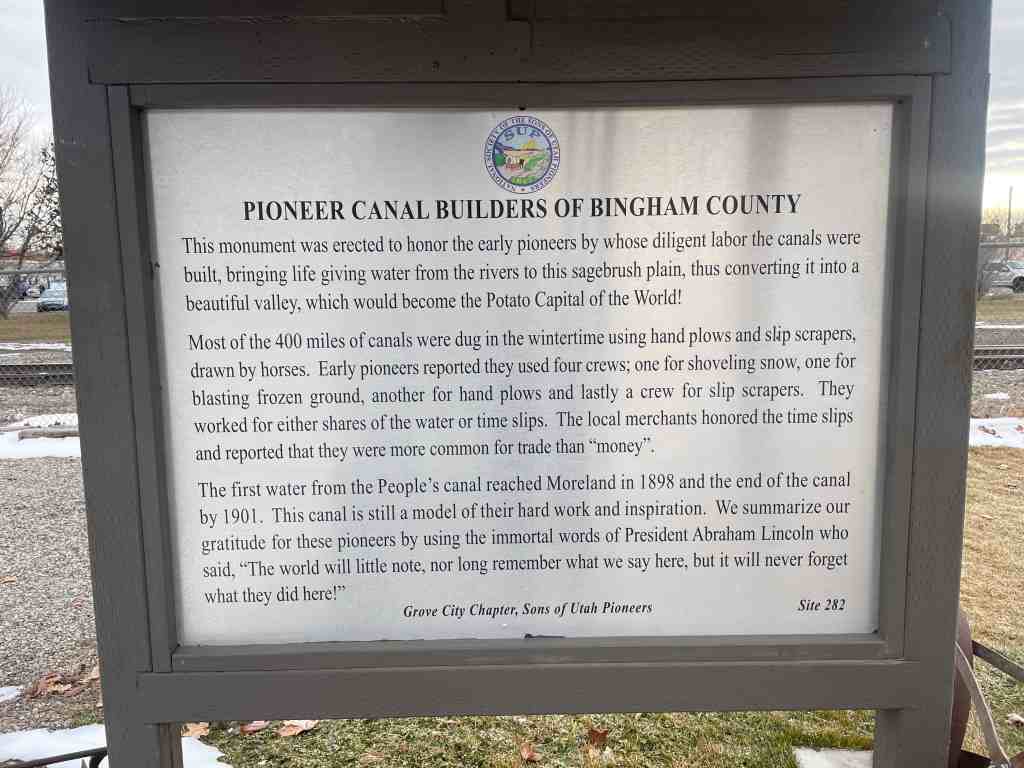 NATIONAL SOCIETY OF THE SONS OF UTAH PIONEERS
SUP
PIONEER CANAL BUILDERS OF BINGHAM COUNTY
This monument was erected to honor the early pioneers by whose diligent labor the canals were
built, bringing life giving water from the rivers to this sagebrush plain, thus converting it into a
beautiful valley, which would become the Potato Capital of the World!
Most of the 400 miles of canals were dug in the wintertime using hand plows and slip scrapers,
drawn by horses. Early pioneers reported they used four crews; one for shoveling snow, one for
blasting frozen ground, another for hand plows and lastly a crew for slip scrapers. They
worked for either shares of the water or time slips. The local merchants honored the time slips
and reported that they were more common for trade than “money”.
The first water from the People’s canal reached Moreland in 1898 and the end of the canal
by 1901. This canal is still a model of their hard work and inspiration. We summarize our
gratitude for these pioneers by using the immortal words of President Abraham Lincoln who
said, “The world will little note, nor long remember what we say here, but it will never forget
what they did here!”
Grove City Chapter, Sons of Utah Pioneers Site 282